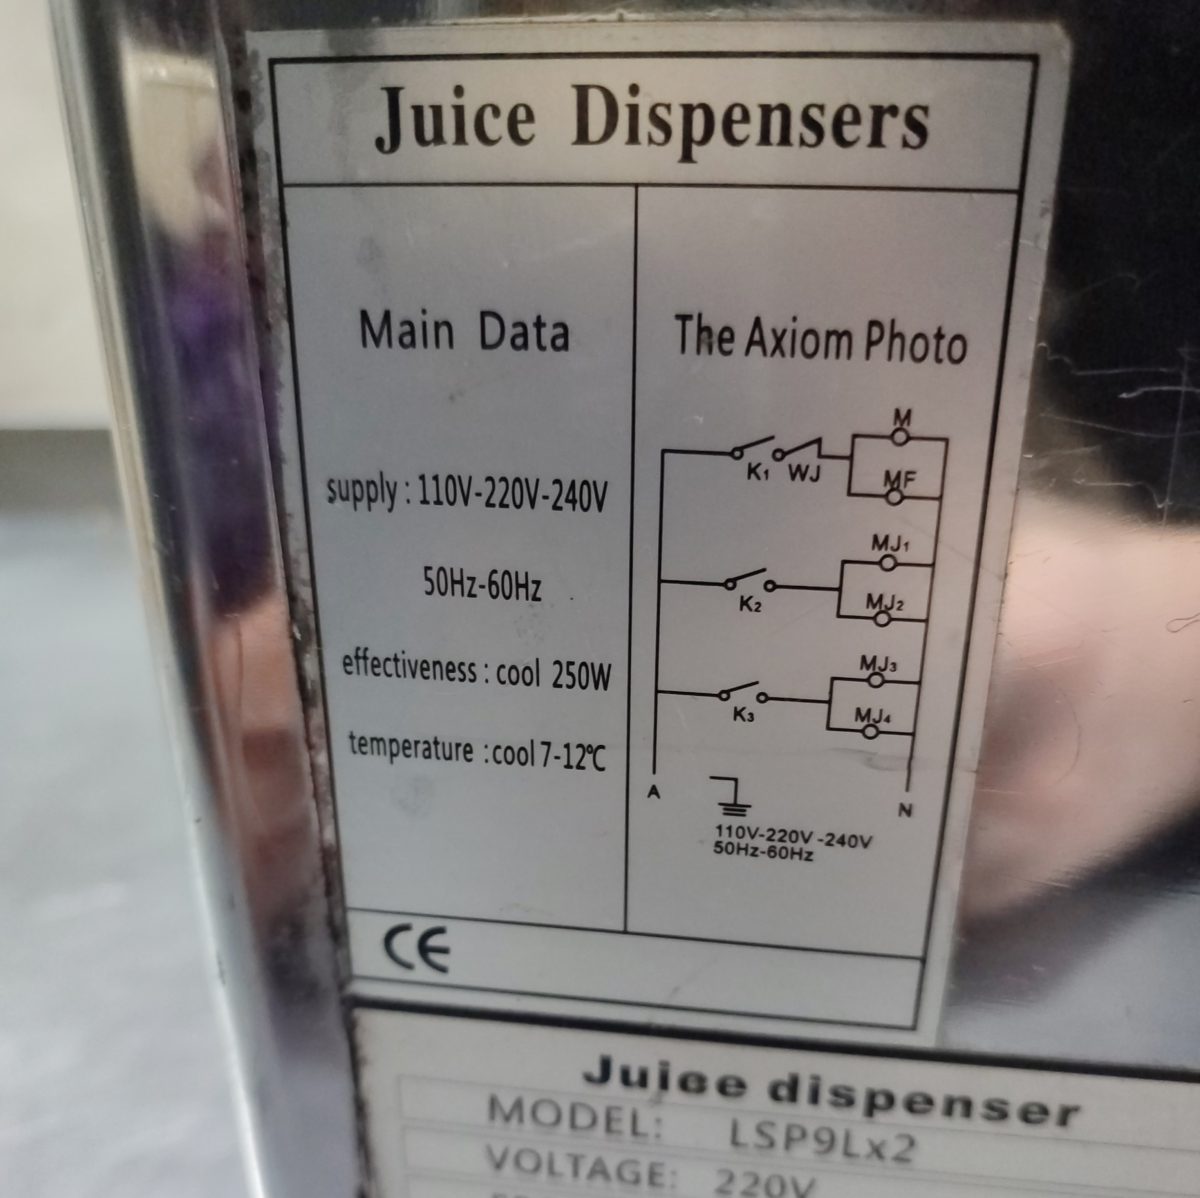 Juice Dispensers
Main Data
supply : 110V-220V-240V
50Hz-60Hz
effectiveness : cool 250W
temperature : cool 7-12℃
The Axiom Photo
M
K1 WJ
MF
MJ1
K2
MJ2
MJ3
K3
MJ4
A
N
110V-220V-240V
50Hz-60Hz
CE
Juice dispenser
MODEL: LSP9Lx2
VOLTAGE: 220V